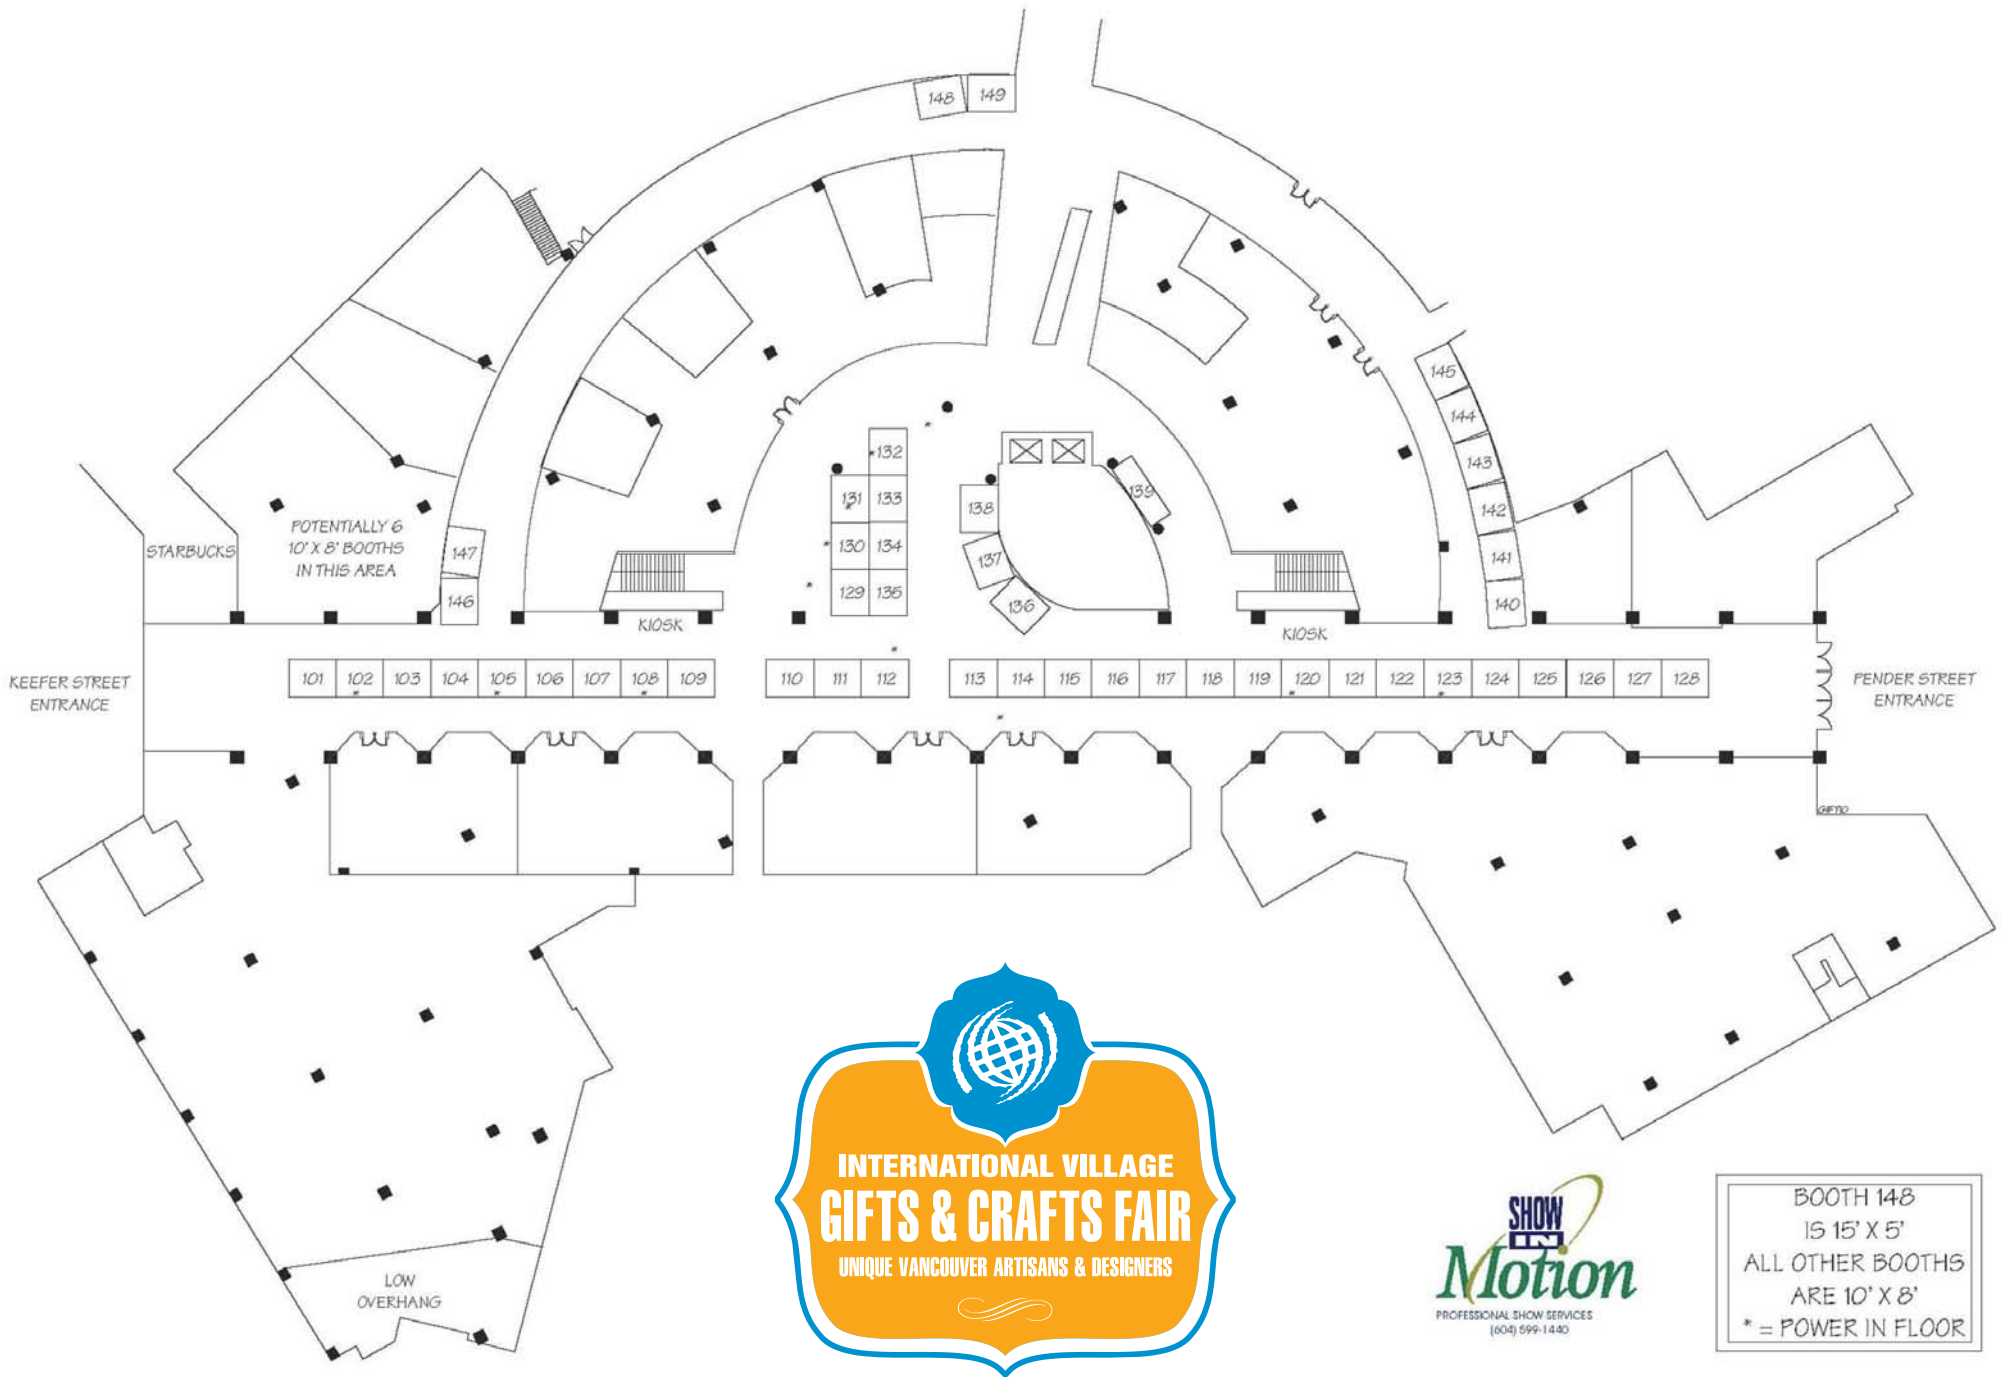 148 149
145
144
143
142
141
140
132
131 133
130 134
129 135
138
137
136
139
147
146
STARBUCKS
POTENTIALLY 6
10' X 8' BOOTHS
IN THIS AREA
KIOSK
KIOSK
KEEFER STREET
ENTRANCE
101 102 103 104 105 106 107 108 109 110 111 112 113 114 115 116 117 118 119 120 121 122 123 124 125 126 127 128
PENDER STREET
ENTRANCE
LOW
OVERHANG
INTERNATIONAL VILLAGE
GIFTS & CRAFTS FAIR
UNIQUE VANCOUVER ARTISANS & DESIGNERS
SHOW
IN
Motion
PROFESSIONAL SHOW SERVICES
(604) 599-1440
BOOTH 148
IS 15' X 5'
ALL OTHER BOOTHS
ARE 10' X 8'
* = POWER IN FLOOR